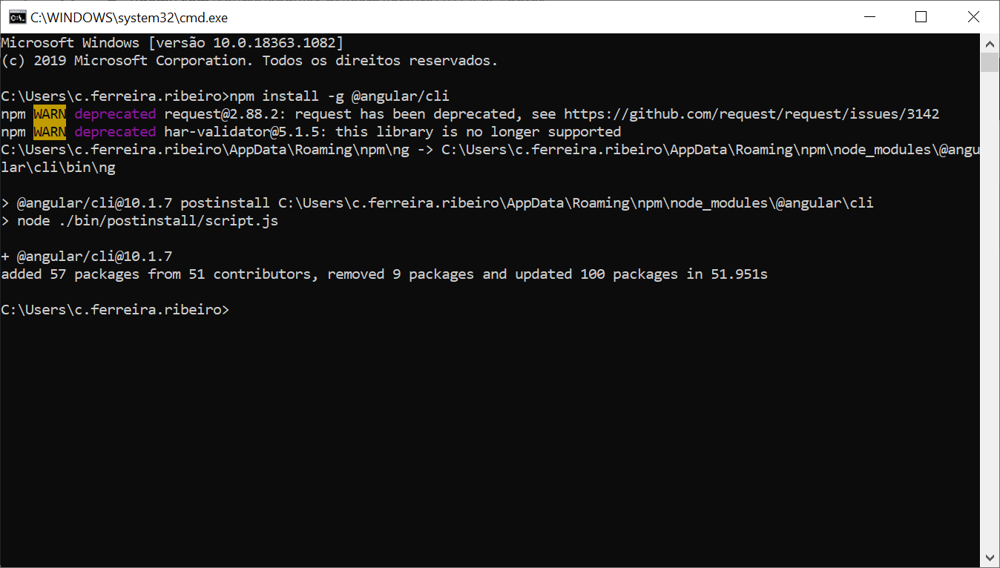 C:\WINDOWS\system32\cmd.exe
Microsoft Windows [versão 10.0.18363.1082]
(c) 2019 Microsoft Corporation. Todos os direitos reservados.
C:\Users\c.ferreira.ribeiro>npm install -g @angular/cli
npm WARN deprecated request@2.88.2: request has been deprecated, see https://github.com/request/request/issues/3142
npm WARN deprecated har-validator@5.1.5: this library is no longer supported
C:\Users\c.ferreira.ribeiro\AppData\Roaming\npm\ng -> C:\Users\c.ferreira.ribeiro\AppData\Roaming\npm\node_modules\@angu
lar\cli\bin\ng
> @angular/cli@10.1.7 postinstall C:\Users\c.ferreira.ribeiro\AppData\Roaming\npm\node_modules\@angular\cli
> node ./bin/postinstall/script.js
+ @angular/cli@10.1.7
added 57 packages from 51 contributors, removed 9 packages and updated 100 packages in 51.951s
C:\Users\c.ferreira.ribeiro>